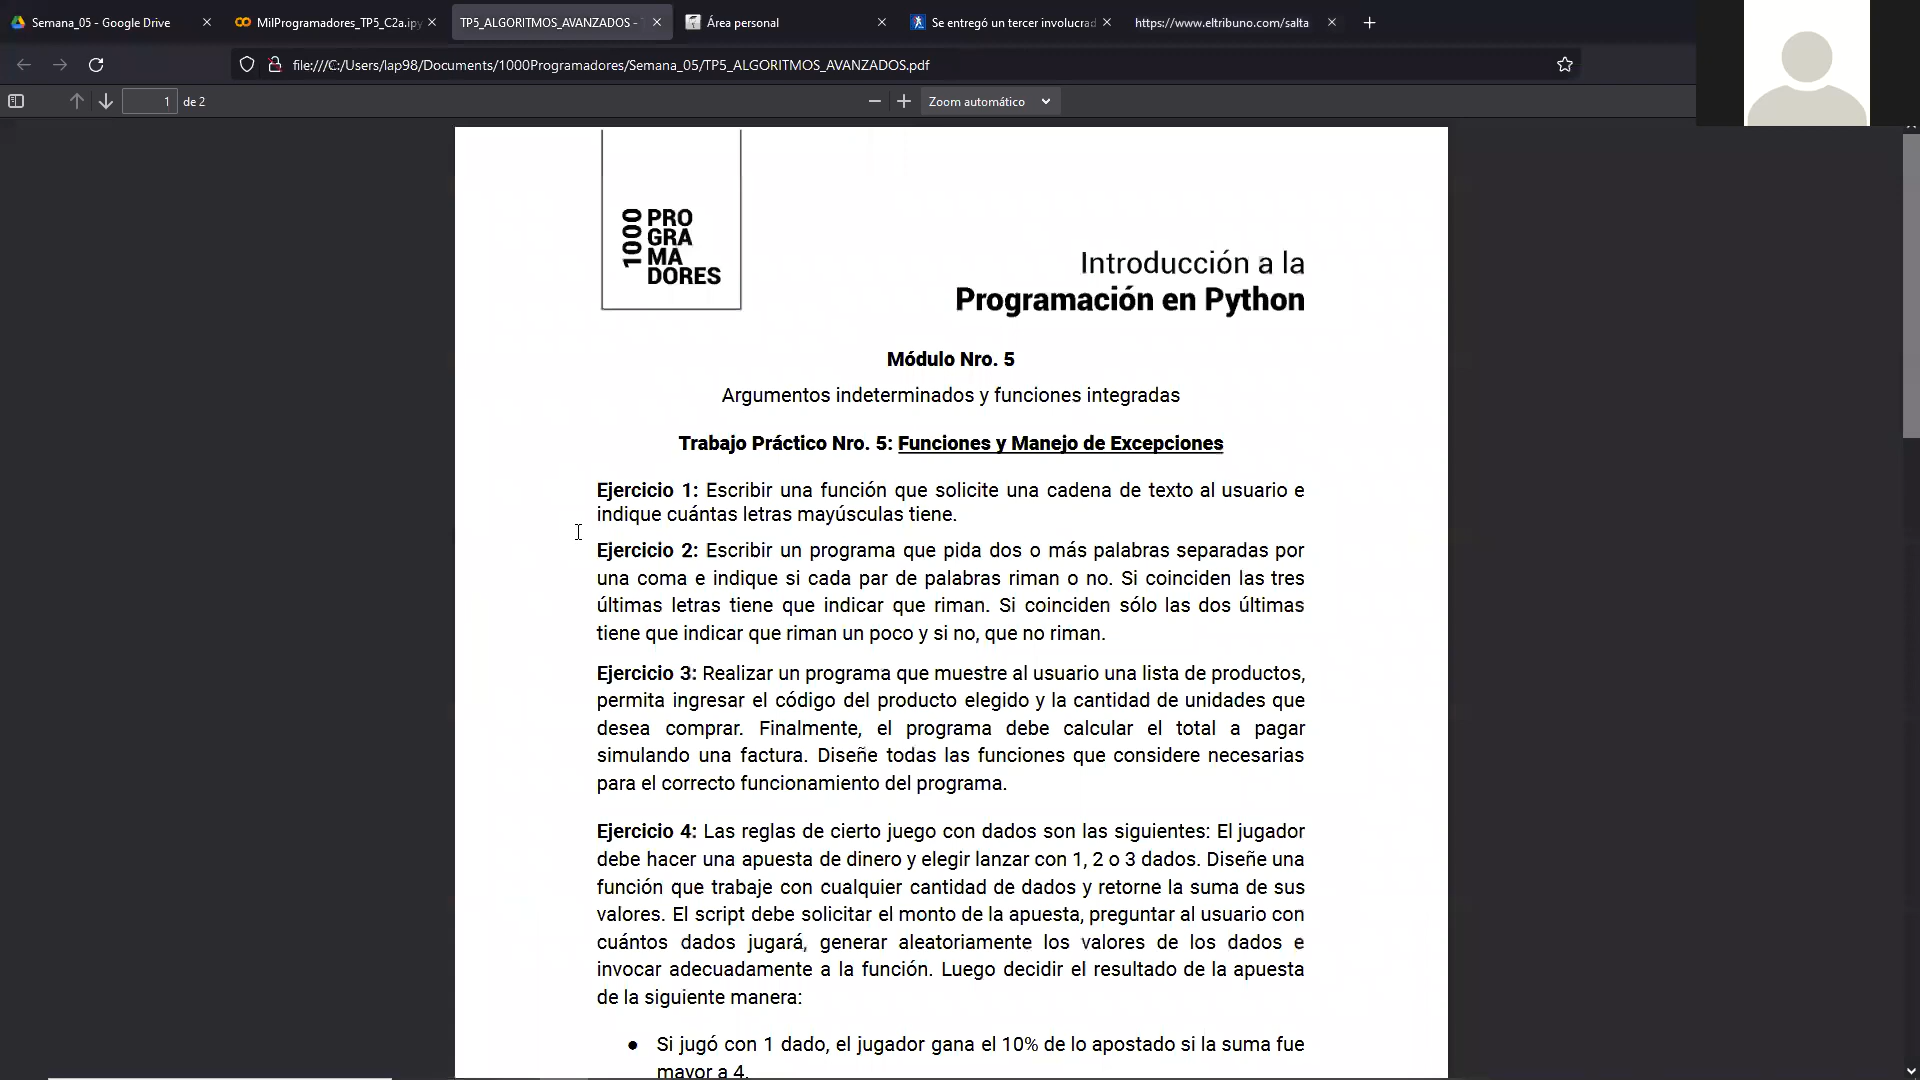 Semana_05 - Google Drive
MilProgramadores_TP5_C2a.ipy
TP5_ALGORITMOS_AVANZADOS -
Área personal
Se entregó un tercer involucrad
https://www.eltribuno.com/salta
file:///C:/Users/lap98/Documents/1000Programadores/Semana_05/TP5_ALGORITMOS_AVANZADOS.pdf
1 de 2
Zoom automático
1000
PRO
GRA
MA
DORES
Introducción a la
Programación en Python
Módulo Nro. 5
Argumentos indeterminados y funciones integradas
Trabajo Práctico Nro. 5: Funciones y Manejo de Excepciones
Ejercicio 1: Escribir una función que solicite una cadena de texto al usuario e
indique cuántas letras mayúsculas tiene.
Ejercicio 2: Escribir un programa que pida dos o más palabras separadas por
una coma e indique si cada par de palabras riman o no. Si coinciden las tres
últimas letras tiene que indicar que riman. Si coinciden sólo las dos últimas
tiene que indicar que riman un poco y si no, que no riman.
Ejercicio 3: Realizar un programa que muestre al usuario una lista de productos,
permita ingresar el código del producto elegido y la cantidad de unidades que
desea comprar. Finalmente, el programa debe calcular el total a pagar
simulando una factura. Diseñe todas las funciones que considere necesarias
para el correcto funcionamiento del programa.
Ejercicio 4: Las reglas de cierto juego con dados son las siguientes: El jugador
debe hacer una apuesta de dinero y elegir lanzar con 1, 2 o 3 dados. Diseñe una
función que trabaje con cualquier cantidad de dados y retorne la suma de sus
valores. El script debe solicitar el monto de la apuesta, preguntar al usuario con
cuántos dados jugará, generar aleatoriamente los valores de los dados e
invocar adecuadamente a la función. Luego decidir el resultado de la apuesta
de la siguiente manera:
● Si jugó con 1 dado, el jugador gana el 10% de lo apostado si la suma fue
mayor a 4.